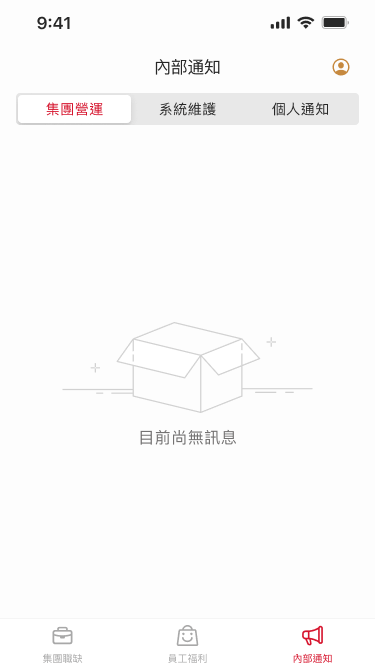 9:41
內部通知
集團營運
系統維護
個人通知
目前尚無訊息
集團職缺
員工福利
內部通知